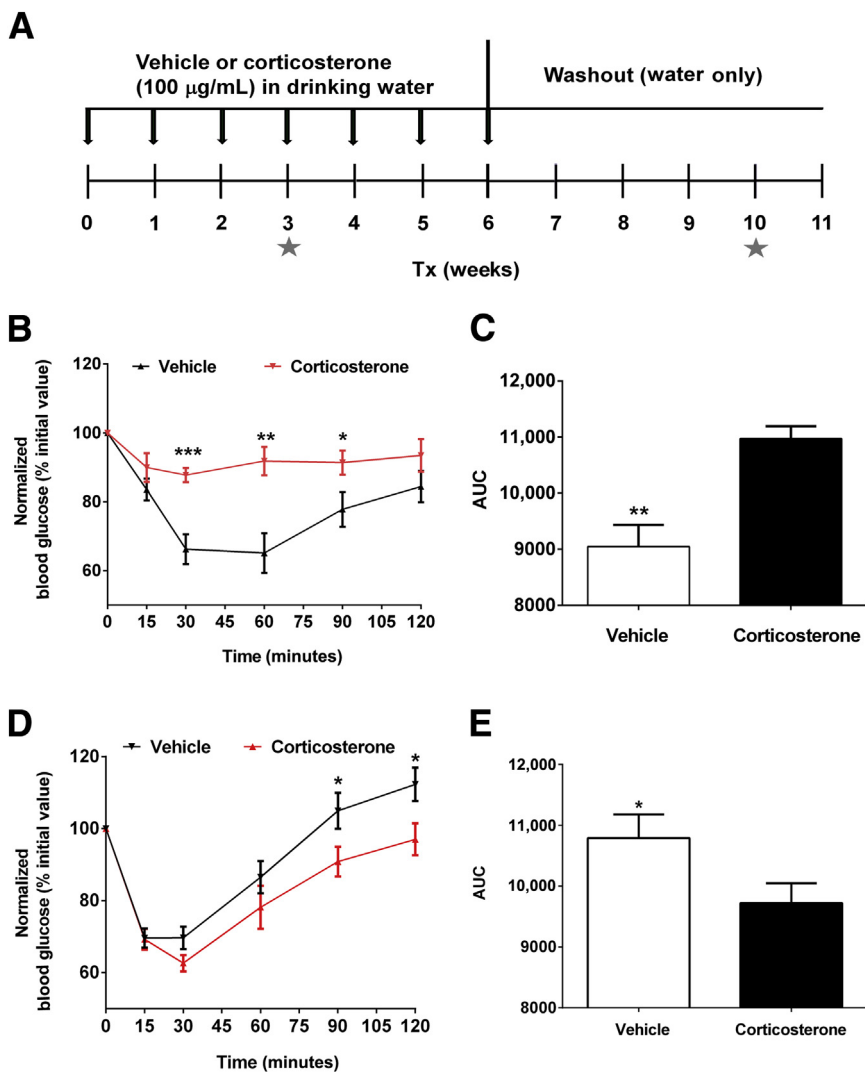 A
Vehicle or corticosterone
(100 μg/mL) in drinking water
Washout (water only)
0 1 2 3 4 5 6 7 8 9 10 11
Tx (weeks)
B
Vehicle Corticosterone
Normalized
blood glucose (% initial value)
120
100
80
60
*** ** *
0 15 30 45 60 75 90 105 120
Time (minutes)
C
AUC
12,000
11,000
10,000
9000
8000
**
Vehicle Corticosterone
D
Vehicle Corticosterone
Normalized
blood glucose (% initial value)
120
100
80
60
* *
0 15 30 45 60 75 90 105 120
Time (minutes)
E
AUC
12,000
11,000
10,000
9000
8000
*
Vehicle Corticosterone